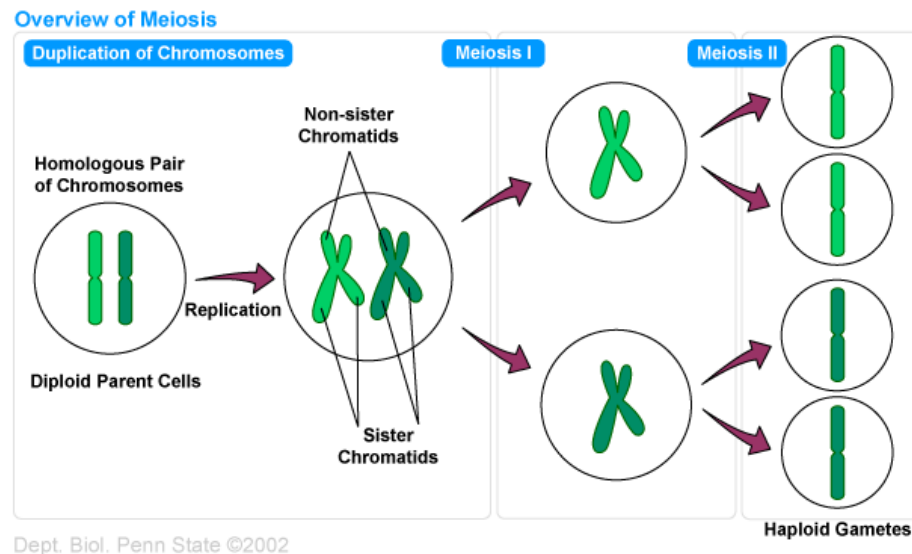 Overview of Meiosis
Duplication of Chromosomes
Meiosis I
Meiosis II
Non-sister
Chromatids
Homologous Pair
of Chromosomes
Replication
Diploid Parent Cells
Sister
Chromatids
Haploid Gametes
Dept. Biol. Penn State ©2002